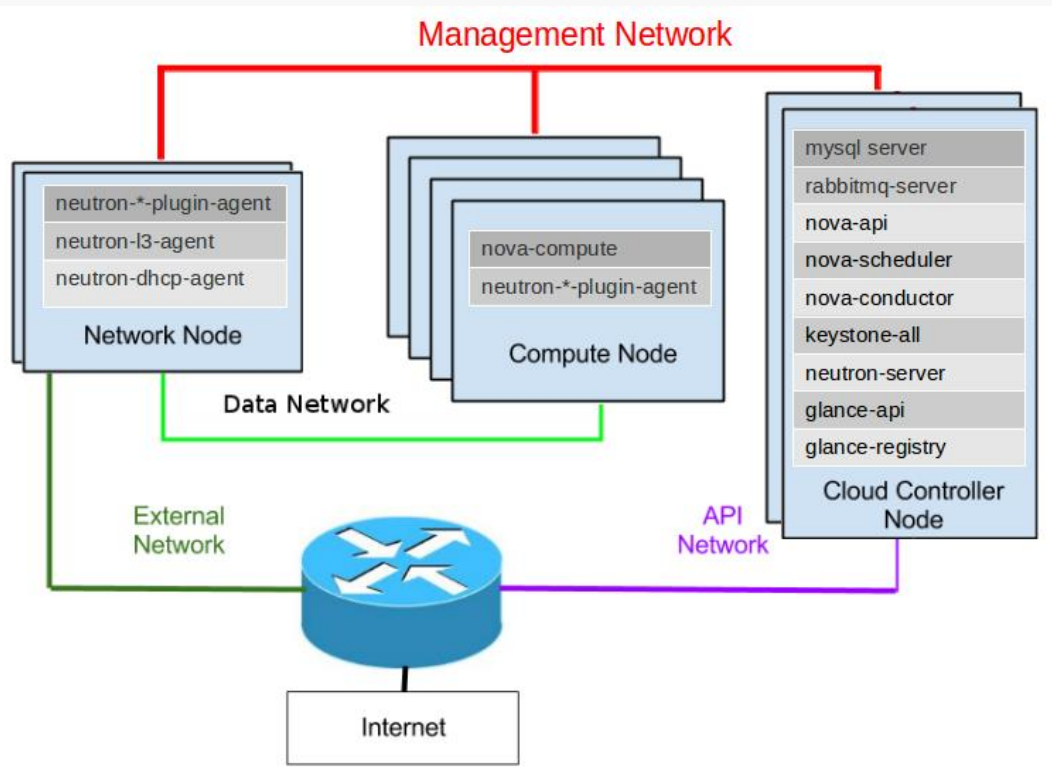 Management Network
neutron-*-plugin-agent
neutron-l3-agent
neutron-dhcp-agent
Network Node
nova-compute
neutron-*-plugin-agent
Compute Node
mysql server
rabbitmq-server
nova-api
nova-scheduler
nova-conductor
keystone-all
neutron-server
glance-api
glance-registry
Cloud Controller
Node
Data Network
External
Network
API
Network
Internet